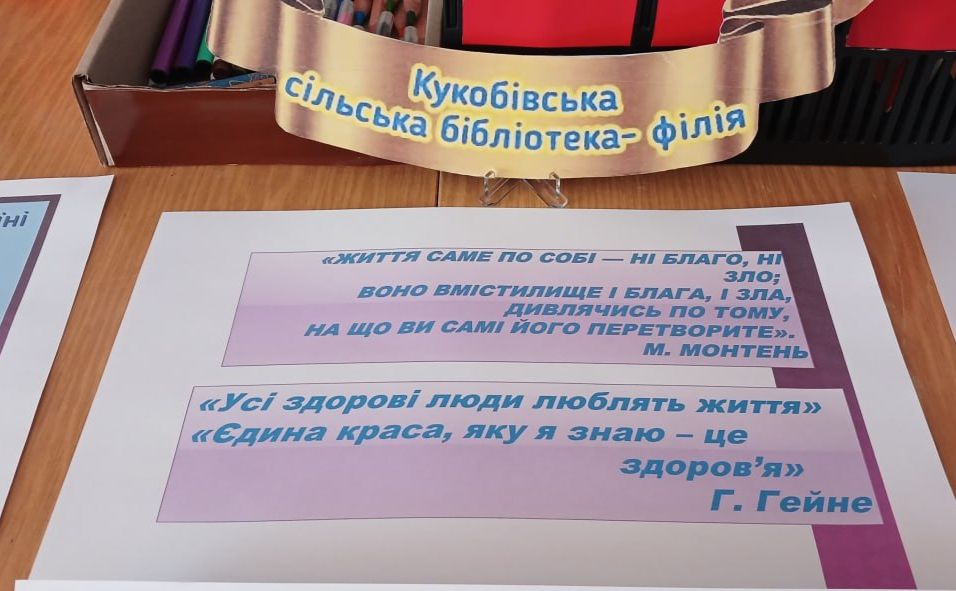 Кукобівська
сільська бібліотека- філія
їні
«ЖИТТЯ САМЕ ПО СОБІ — НІ БЛАГО, НІ
ЗЛО;
ВОНО ВМІСТИЛИЩЕ І БЛАГА, І ЗЛА,
ДИВЛЯЧИСЬ ПО ТОМУ,
НА ЩО ВИ САМІ ЙОГО ПЕРЕТВОРИТЕ».
М. МОНТЕНЬ
«Усі здорові люди люблять життя»
«Єдина краса, яку я знаю – це
здоров’я»
Г. Гейне